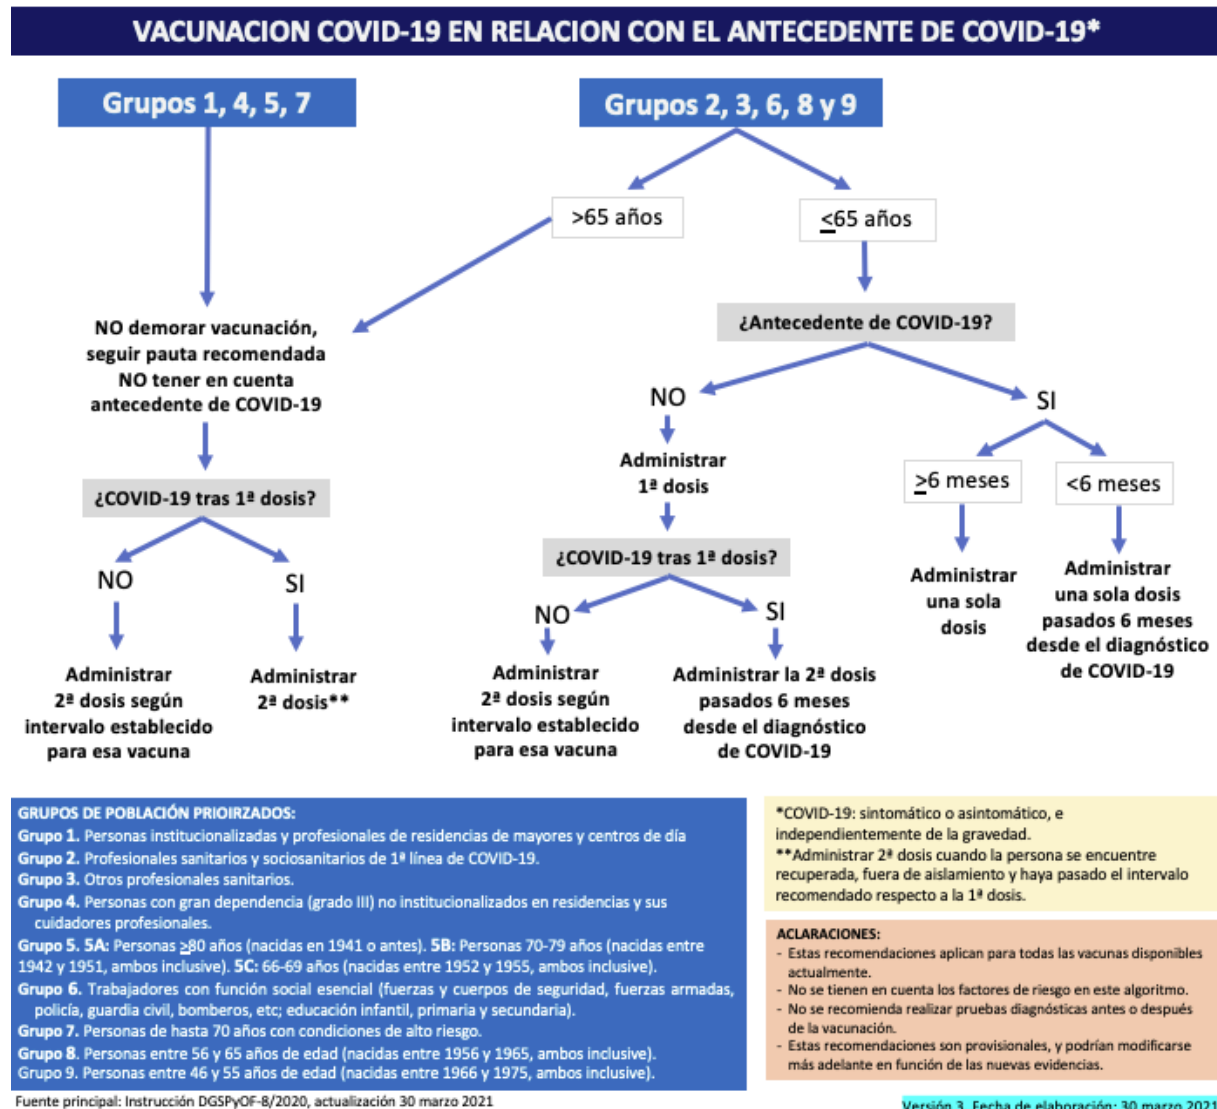 VACUNACION COVID-19 EN RELACION CON EL ANTECEDENTE DE COVID-19*
Grupos 1, 4, 5, 7
Grupos 2, 3, 6, 8 y 9
>65 años
<65 años
NO demorar vacunación,
seguir pauta recomendada
NO tener en cuenta
antecedente de COVID-19
¿Antecedente de COVID-19?
NO
SI
Administrar
1ª dosis
>6 meses
<6 meses
¿COVID-19 tras 1ª dosis?
¿COVID-19 tras 1ª dosis?
Administrar
una sola
dosis
Administrar
una sola dosis
pasados 6 meses
desde el diagnóstico
de COVID-19
NO
SI
NO
SI
Administrar
2ª dosis según
intervalo establecido
para esa vacuna
Administrar
2ª dosis**
Administrar
2ª dosis según
intervalo establecido
para esa vacuna
Administrar la 2ª dosis
pasados 6 meses
desde el diagnóstico
de COVID-19
GRUPOS DE POBLACIÓN PRIOIRZADOS:
Grupo 1. Personas institucionalizadas y profesionales de residencias de mayores y centros de día
Grupo 2. Profesionales sanitarios y sociosanitarios de 1ª línea de COVID-19.
Grupo 3. Otros profesionales sanitarios.
Grupo 4. Personas con gran dependencia (grado III) no institucionalizados en residencias y sus
cuidadores profesionales.
Grupo 5. 5A: Personas >80 años (nacidas en 1941 o antes). 5B: Personas 70-79 años (nacidas entre
1942 y 1951, ambos inclusive). 5C: 66-69 años (nacidas entre 1952 y 1955, ambos inclusive).
Grupo 6. Trabajadores con función social esencial (fuerzas y cuerpos de seguridad, fuerzas armadas,
policía, guardia civil, bomberos, etc; educación infantil, primaria y secundaria).
Grupo 7. Personas de hasta 70 años con condiciones de alto riesgo.
Grupo 8. Personas entre 56 y 65 años de edad (nacidas entre 1956 y 1965, ambos inclusive).
Grupo 9. Personas entre 46 y 55 años de edad (nacidas entre 1966 y 1975, ambos inclusive).
*COVID-19: sintomático o asintomático, e
independientemente de la gravedad.
**Administrar 2ª dosis cuando la persona se encuentre
recuperada, fuera de aislamiento y haya pasado el intervalo
recomendado respecto a la 1ª dosis.
ACLARACIONES:
- Estas recomendaciones aplican para todas las vacunas disponibles
actualmente.
- No se tienen en cuenta los factores de riesgo en este algoritmo.
- No se recomienda realizar pruebas diagnósticas antes o después
de la vacunación.
- Estas recomendaciones son provisionales, y podrían modificarse
más adelante en función de las nuevas evidencias.
Fuente principal: Instrucción DGSPyOF-8/2020, actualización 30 marzo 2021
Versión 3. Fecha de elaboración: 30 marzo 2021